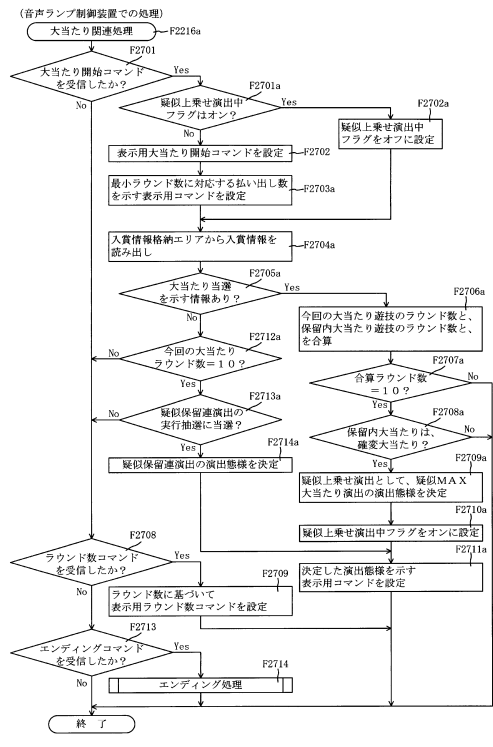 (音声ランプ制御装置での処理)
大当たり関連処理
F2216a
F2701
大当たり開始コマンド
を受信したか？
Yes
No
F2701a
疑似上乗せ演出中
フラグはオン？
Yes
No
F2702a
疑似上乗せ演出中
フラグをオフに設定
表示用大当たり開始コマンドを設定
F2702
最小ラウンド数に対応する払い出し数
を示す表示用コマンドを設定
F2703a
入賞情報格納エリアから入賞情報を
読み出し
F2704a
F2705a
大当たり当選
を示す情報あり？
Yes
No
F2706a
今回の大当たり遊技のラウンド数と、
保留内大当たり遊技のラウンド数と、
を合算
F2712a
今回の大当たり
ラウンド数＝１０？
No
Yes
F2707a
合算ラウンド数
＝１０？
No
Yes
F2713a
疑似保留連演出の
実行抽選に当選？
No
Yes
F2708a
保留内大当たりは、
確変大当たり？
No
Yes
F2714a
疑似保留連演出の演出態様を決定
F2709a
疑似上乗せ演出として、疑似ＭＡＸ
大当たり演出の演出態様を決定
F2710a
疑似上乗せ演出中フラグをオンに設定
F2711a
決定した演出態様を示す
表示用コマンドを設定
F2708
ラウンド数コマンド
を受信したか？
Yes
No
F2709
ラウンド数に基づいて
表示用ラウンド数コマンドを設定
F2713
エンディングコマンド
を受信したか？
Yes
No
F2714
エンディング処理
終 了